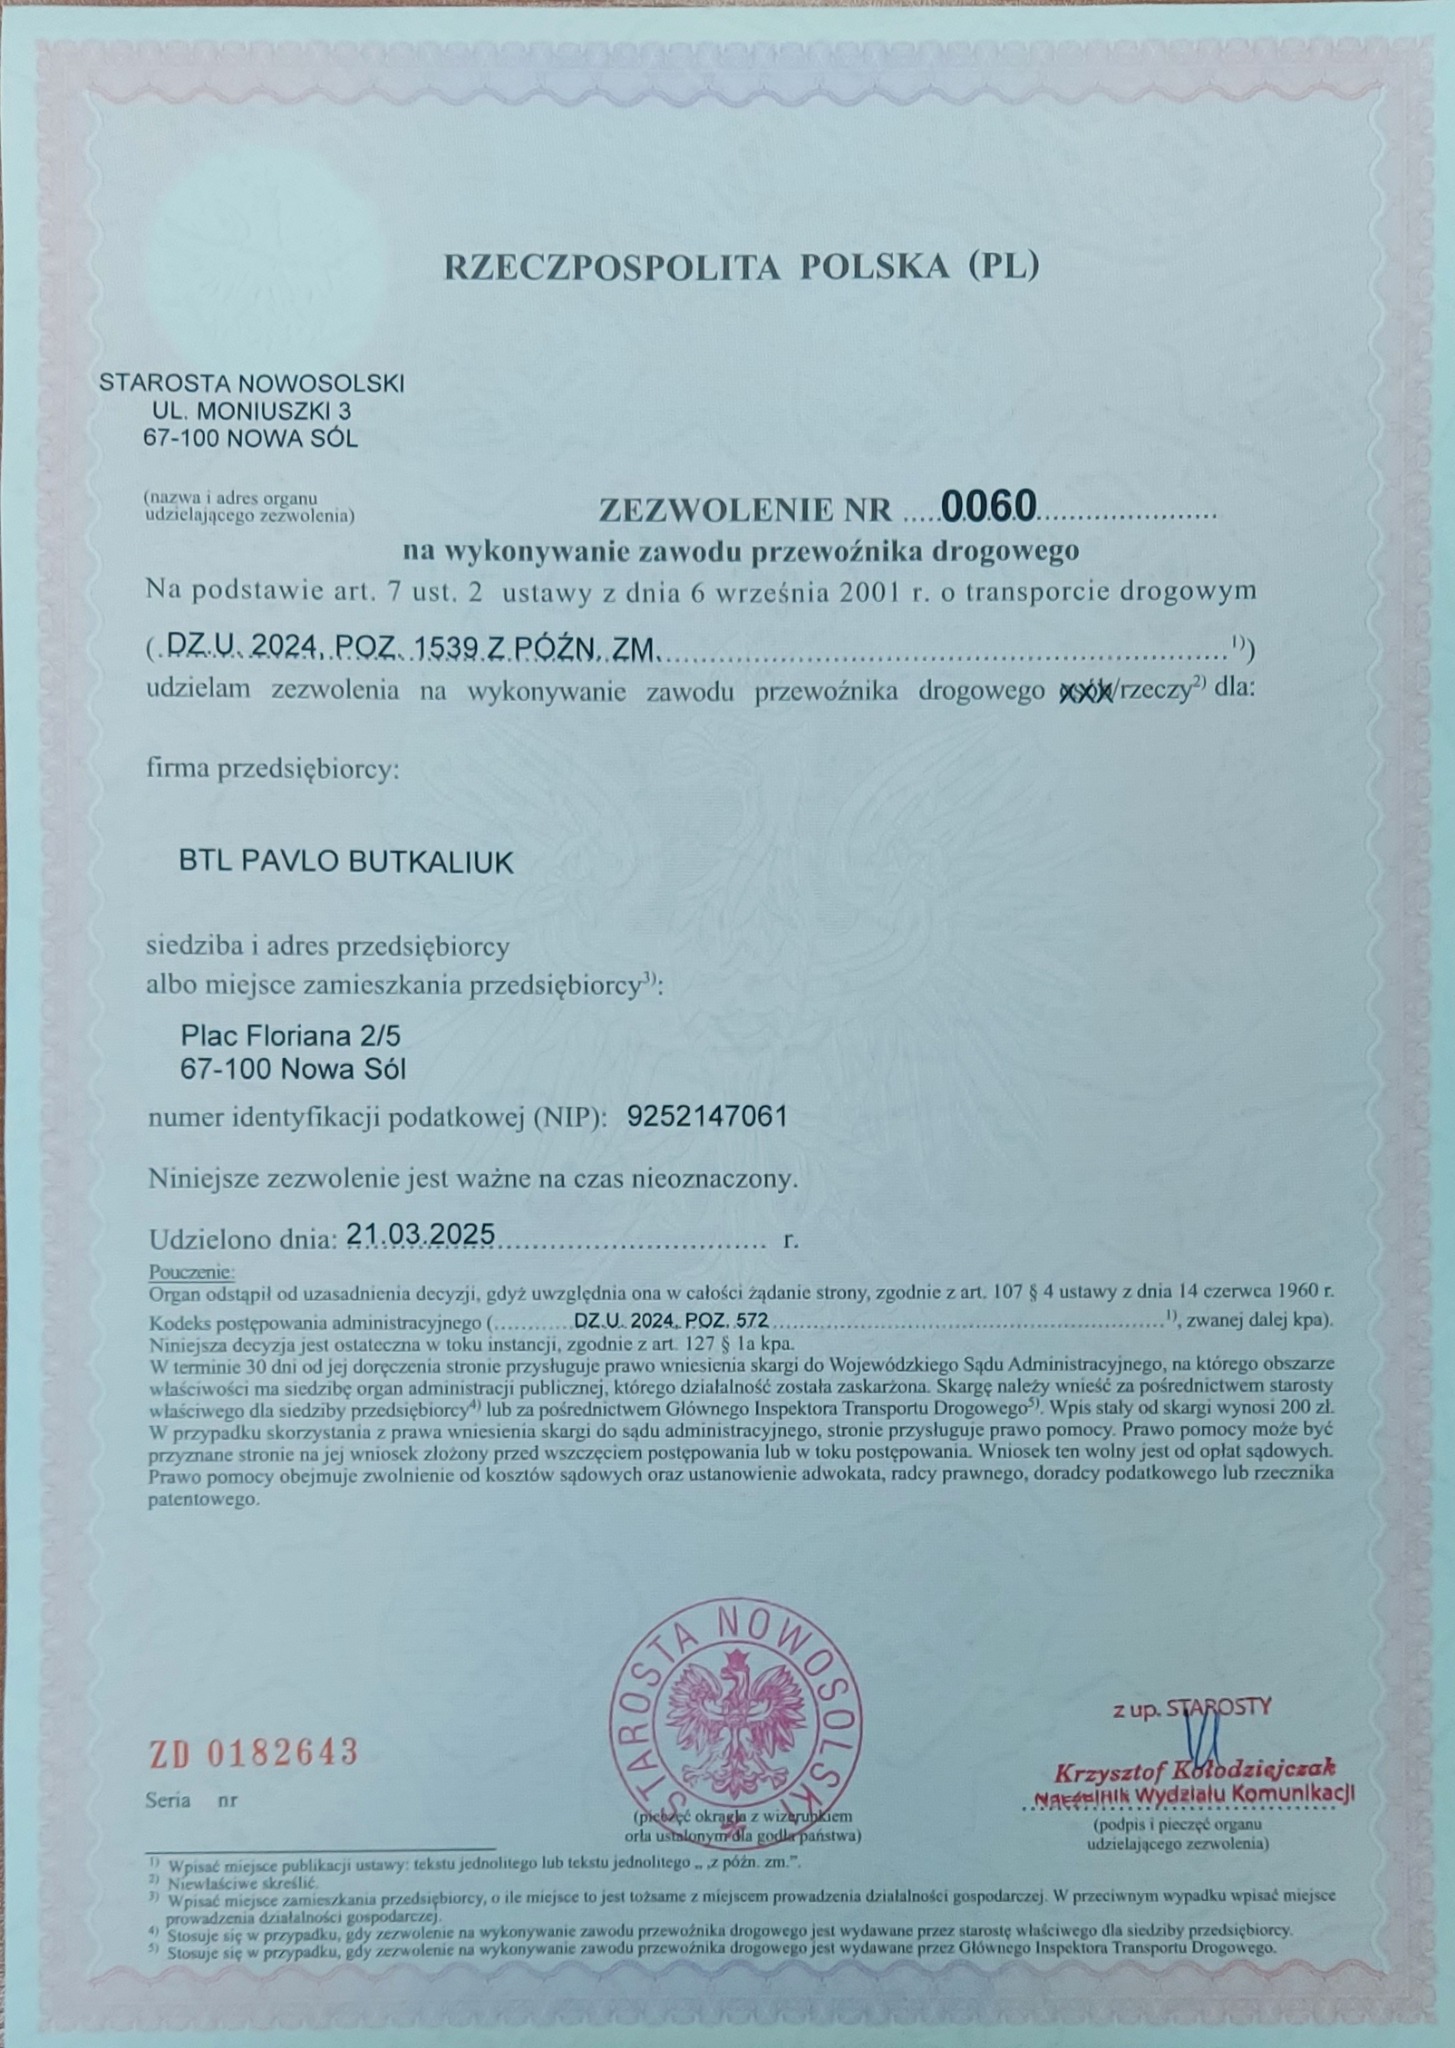 RZECZPOSPOLITA POLSKA (PL)
STAROSTA NOWOSOLSKI
UL. MONIUSZKI 3
67-100 NOWA SÓL
(nazwa i adres organu
udzielającego zezwolenia)
ZEZWOLENIE NR .....0060......................
na wykonywanie zawodu przewoźnika drogowego
Na podstawie art. 7 ust. 2 ustawy z dnia 6 września 2001 r. o transporcie drogowym
(.DZ.U. 2024, POZ. 1539 Z PÓŹN. ZM...............................................................¹⁾)
udzielam zezwolenia na wykonywanie zawodu przewoźnika drogowego xxx/rzeczy²⁾ dla:
firma przedsiębiorcy:
BTL PAVLO BUTKALIUK
siedziba i adres przedsiębiorcy
albo miejsce zamieszkania przedsiębiorcy³⁾:
Plac Floriana 2/5
67-100 Nowa Sól
numer identyfikacji podatkowej (NIP): 9252147061
Niniejsze zezwolenie jest ważne na czas nieoznaczony.
Udzielono dnia: 21.03.2025................................... r.
Pouczenie:
Organ odstąpił od uzasadnienia decyzji, gdyż uwzględnia ona w całości żądanie strony, zgodnie z art. 107 § 4 ustawy z dnia 14 czerwca 1960 r.
Kodeks postępowania administracyjnego (............DZ.U. 2024, POZ. 572..................................................................¹⁾, zwanej dalej kpa).
Niniejsza decyzja jest ostateczna w toku instancji, zgodnie z art. 127 § 1a kpa.
W terminie 30 dni od jej doręczenia stronie przysługuje prawo wniesienia skargi do Wojewódzkiego Sądu Administracyjnego, na którego obszarze
właściwości ma siedzibę organ administracji publicznej, którego działalność została zaskarżona. Skargę należy wnieść za pośrednictwem starosty
właściwego dla siedziby przedsiębiorcy⁴⁾ lub za pośrednictwem Głównego Inspektora Transportu Drogowego⁵⁾. Wpis stały od skargi wynosi 200 zł.
W przypadku skorzystania z prawa wniesienia skargi do sądu administracyjnego, stronie przysługuje prawo pomocy. Prawo pomocy może być
przyznane stronie na jej wniosek złożony przed wszczęciem postępowania lub w toku postępowania. Wniosek ten wolny jest od opłat sądowych.
Prawo pomocy obejmuje zwolnienie od kosztów sądowych oraz ustanowienie adwokata, radcy prawnego, doradcy podatkowego lub rzecznika
patentowego.
STAROSTA NOWOSOLSKI
z up. STAROSTY
ZD 0182643
Krzysztof Kołodziejczak
Naczelnik Wydziału Komunikacji
Seria nr
(pieczęć okrągła z wizerunkiem
orła ustalonym dla godła państwa)
(podpis i pieczęć organu
udzielającego zezwolenia)
¹⁾ Wpisać miejsce publikacji ustawy: tekstu jednolitego lub tekstu jednolitego „ ,z późn. zm.”.
²⁾ Niewłaściwe skreślić.
³⁾ Wpisać miejsce zamieszkania przedsiębiorcy, o ile miejsce to jest tożsame z miejscem prowadzenia działalności gospodarczej. W przeciwnym wypadku wpisać miejsce
prowadzenia działalności gospodarczej.
⁴⁾ Stosuje się w przypadku, gdy zezwolenie na wykonywanie zawodu przewoźnika drogowego jest wydawane przez starostę właściwego dla siedziby przedsiębiorcy.
⁵⁾ Stosuje się w przypadku, gdy zezwolenie na wykonywanie zawodu przewoźnika drogowego jest wydawane przez Głównego Inspektora Transportu Drogowego.